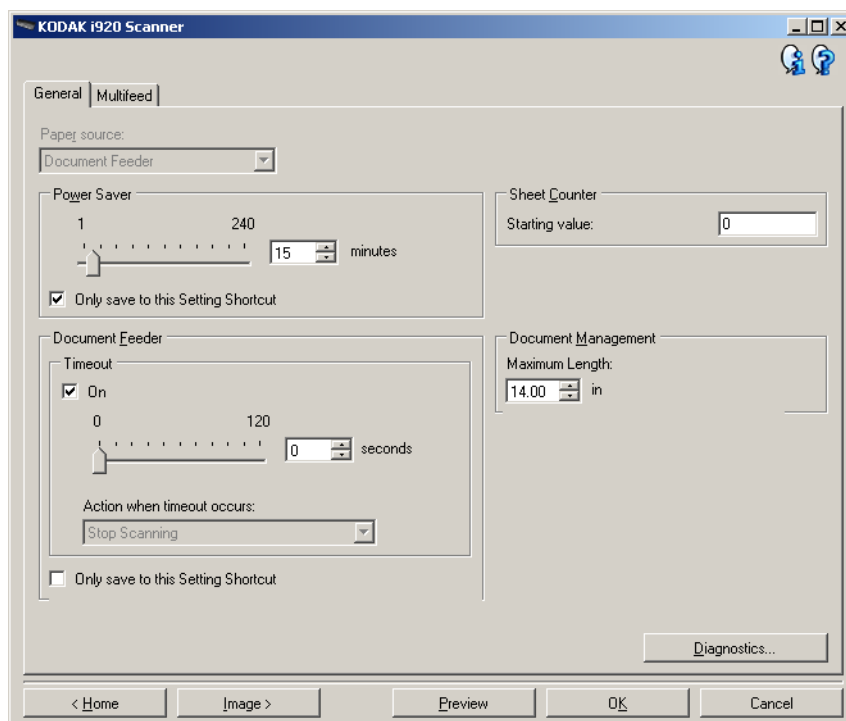 KODAK i920 Scanner
General Multifeed
Paper source:
Document Feeder
Power Saver
1 240
15 minutes
Only save to this Setting Shortcut
Sheet Counter
Starting value: 0
Document Feeder
Timeout
On
0 120
0 seconds
Action when timeout occurs:
Stop Scanning
Only save to this Setting Shortcut
Document Management
Maximum Length:
14.00 in
Diagnostics...
< Home Image > Preview OK Cancel